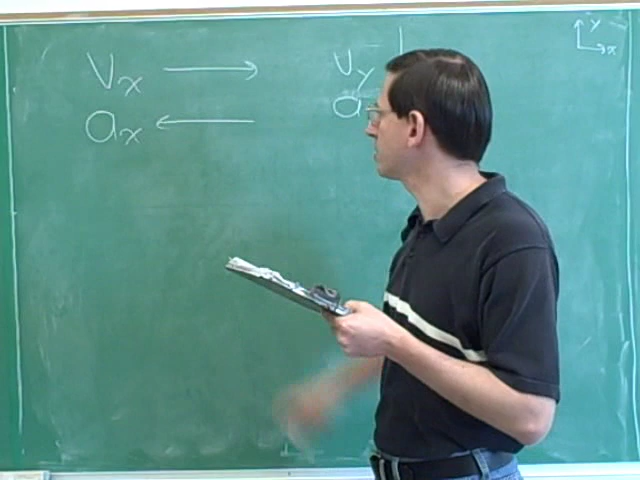 Vx → Vy
ax ← a
y
x